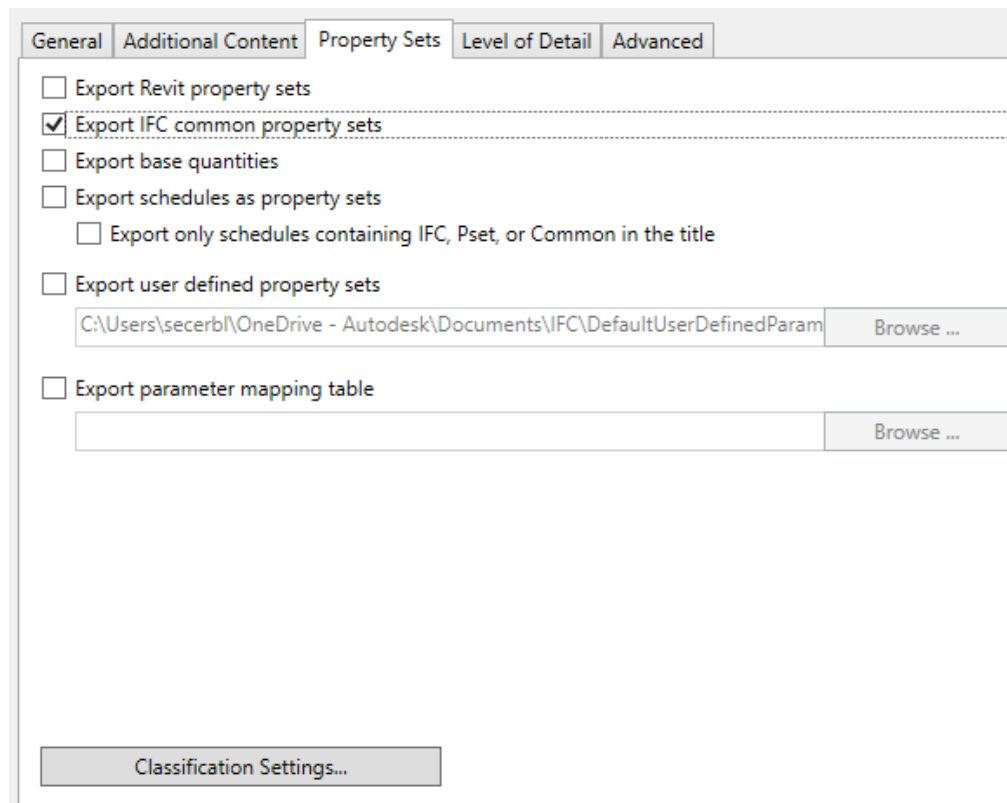 General Additional Content Property Sets Level of Detail Advanced
Export Revit property sets
Export IFC common property sets
Export base quantities
Export schedules as property sets
Export only schedules containing IFC, Pset, or Common in the title
Export user defined property sets
C:\Users\secerbl\OneDrive - Autodesk\Documents\IFC\DefaultUserDefinedParam Browse ...
Export parameter mapping table
Browse ...
Classification Settings...